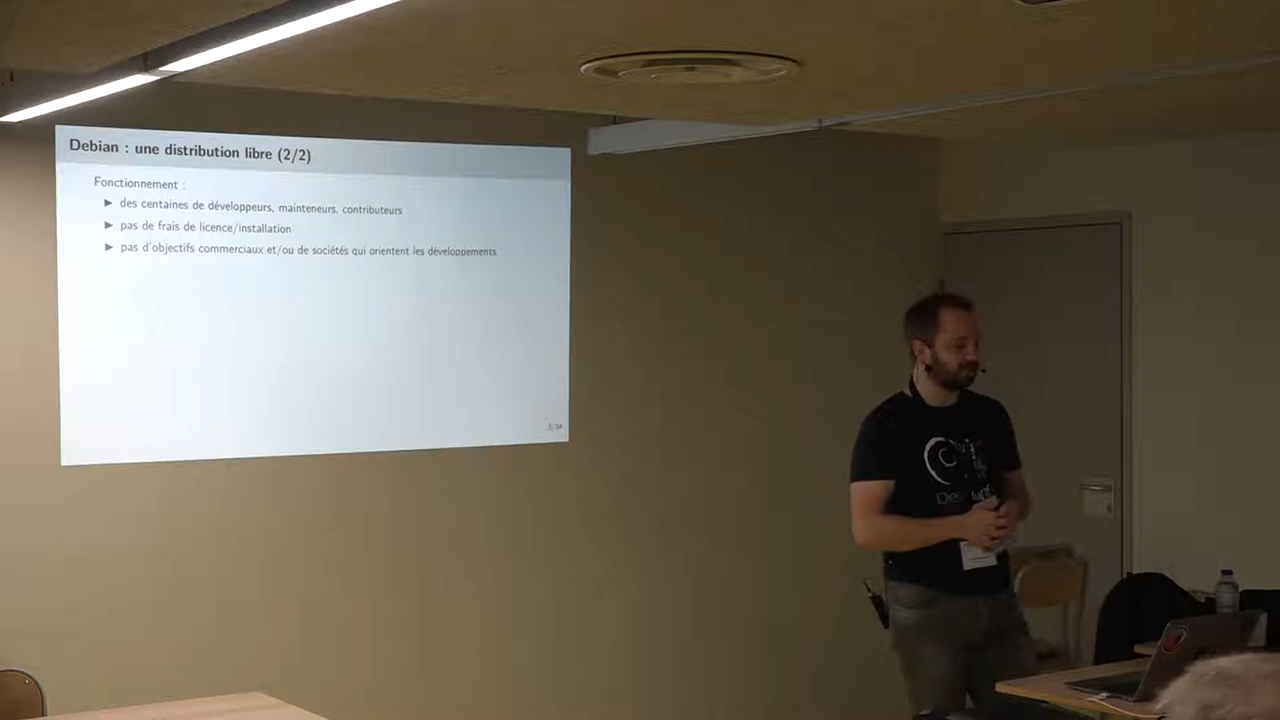 Debian : une distribution libre (2/2)
Fonctionnement :
▶ des centaines de développeurs, mainteneurs, contributeurs
▶ pas de frais de licence/installation
▶ pas d'objectifs commerciaux et/ou de sociétés qui orientent les développements